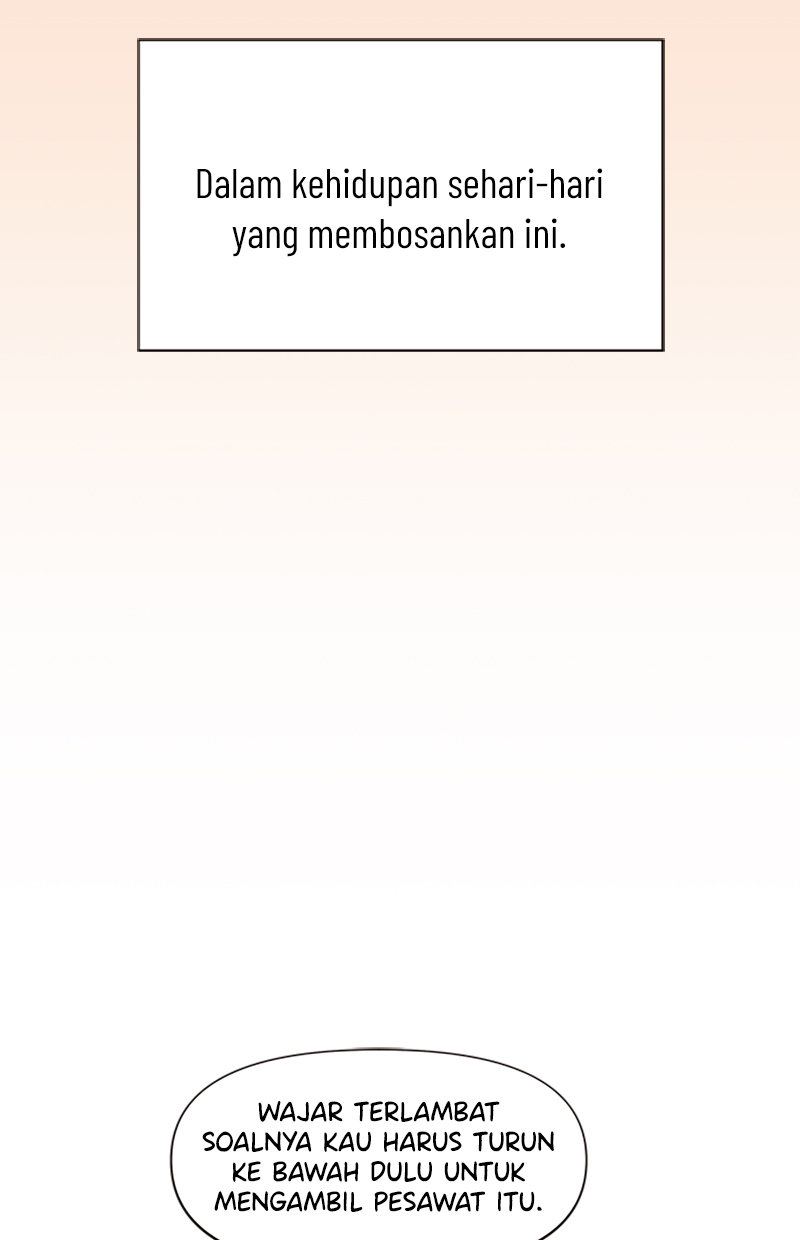 Dalam kehidupan sehari-hari
yang membosankan ini.
WAJAR TERLAMBAT
SOALNYA KAU HARUS TURUN
KE BAWAH DULU UNTUK
MENGAMBIL PESAWAT ITU.